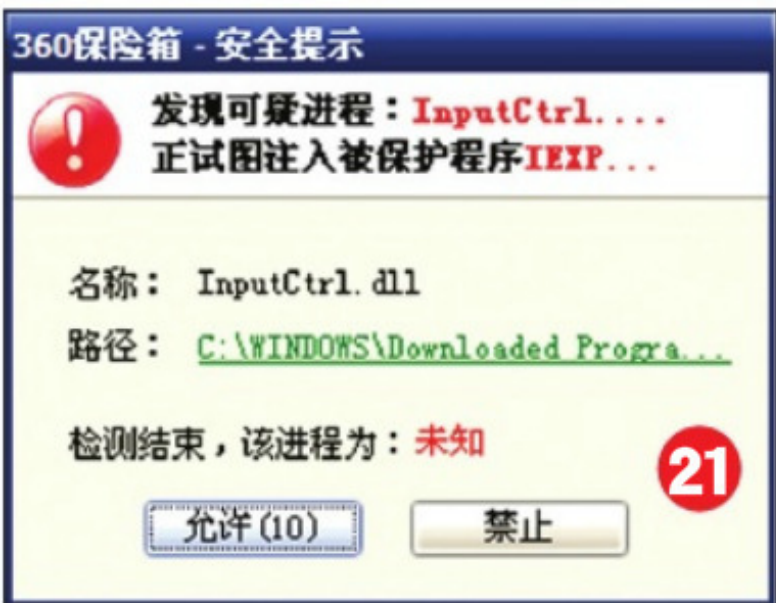 360保险箱 - 安全提示
发现可疑进程：InputCtrl....
正试图注入被保护程序IEXP...
名称： InputCtrl.dll
路径： C:\WINDOWS\Downloaded Progra...
检测结束，该进程为：未知
21
允许(10) 禁止